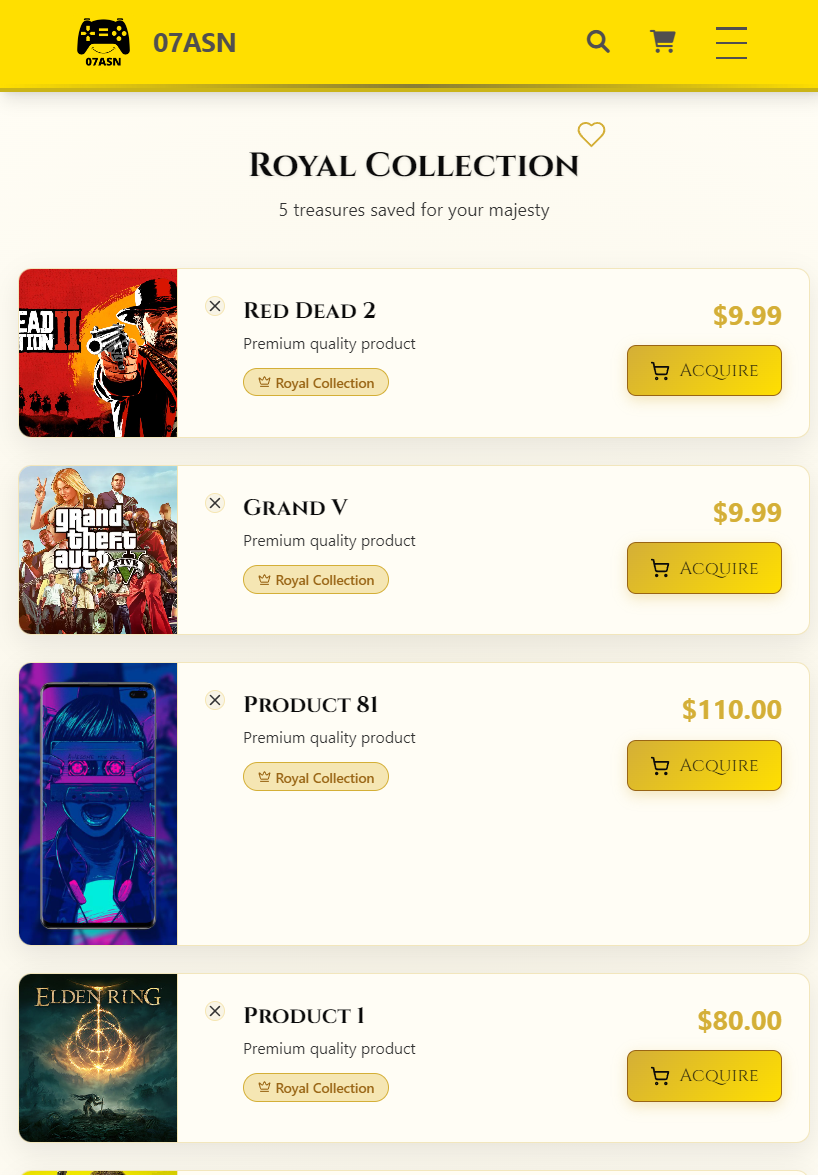 07ASN
07ASN
Royal Collection
5 treasures saved for your majesty
EAD
TION II
Red Dead 2
Premium quality product
Royal Collection
$9.99
Acquire
grand
theft
auto
V
FIVE
Grand V
Premium quality product
Royal Collection
$9.99
Acquire
Product 81
Premium quality product
Royal Collection
$110.00
Acquire
ELDEN RING
Product 1
Premium quality product
Royal Collection
$80.00
Acquire